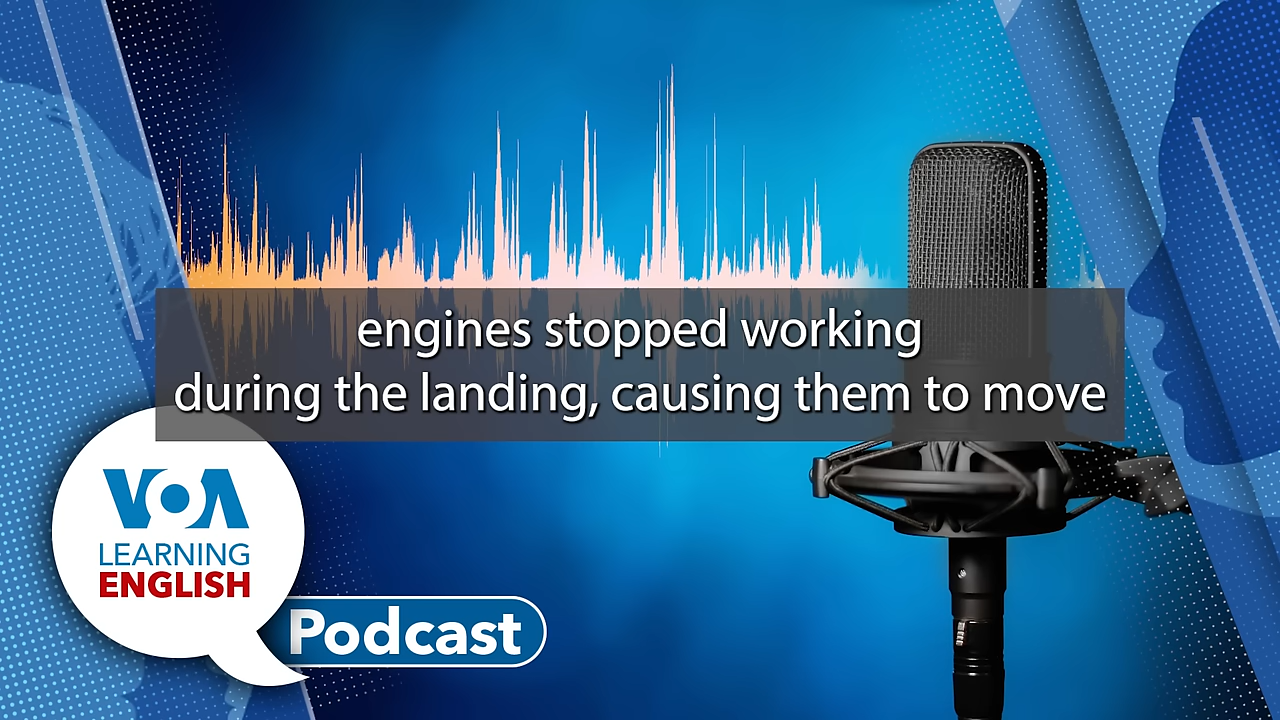 engines stopped working
during the landing, causing them to move
VOA
LEARNING
ENGLISH
Podcast